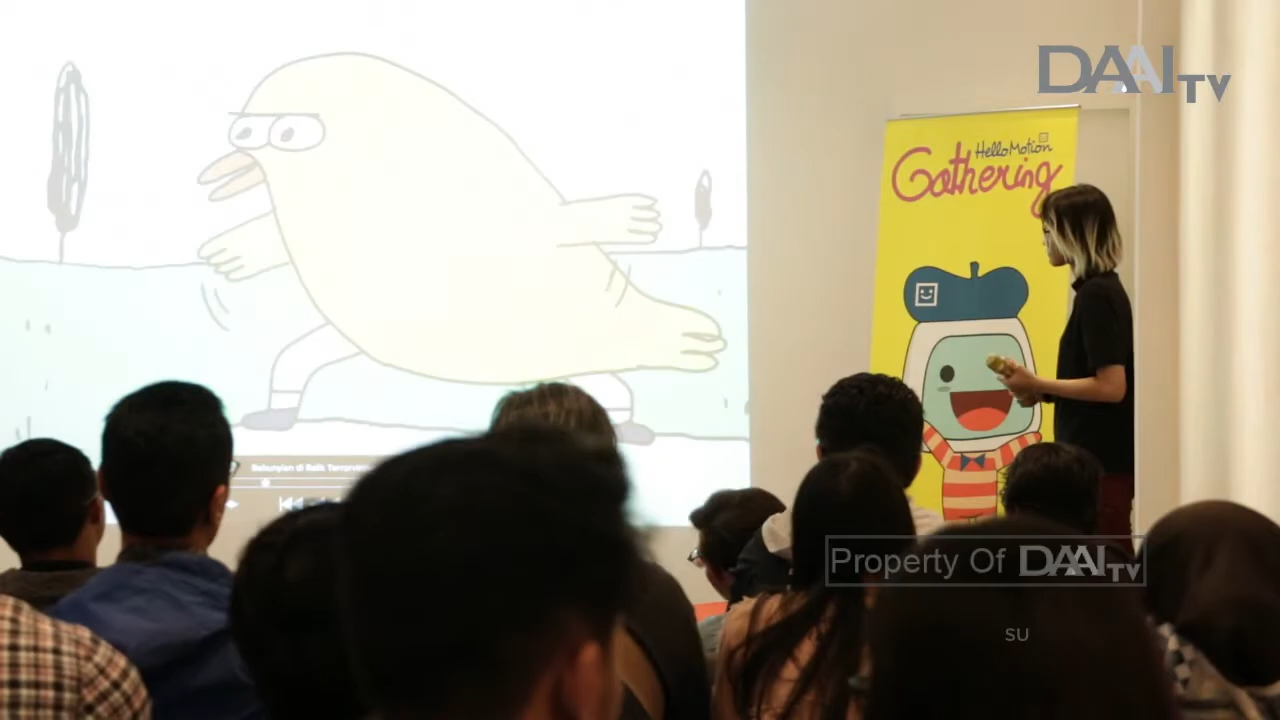 DAAI TV
HelloMotion
Gathering
Property Of DAAI TV
SU